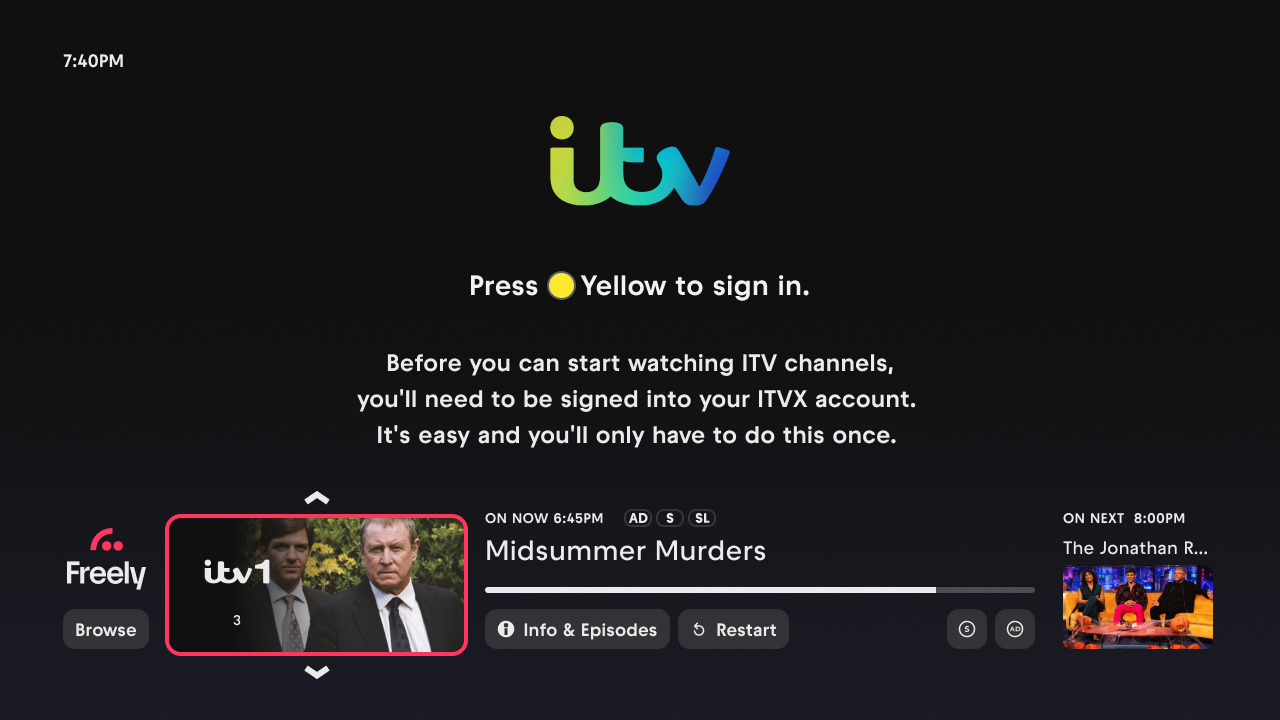 7:40PM
itv
Press Yellow to sign in.
Before you can start watching ITV channels,
you'll need to be signed into your ITVX account.
It's easy and you'll only have to do this once.
Freely
Browse
itv1
3
ON NOW 6:45PM AD S SL
Midsummer Murders
Info & Episodes
Restart
S
AD
ON NEXT 8:00PM
The Jonathan R...